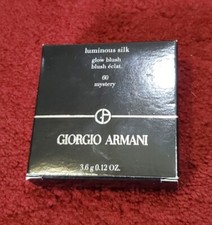 luminous silk
glow blush
blush éclat
60
mystery
GIORGIO ARMANI
3.6 g 0.12 OZ.